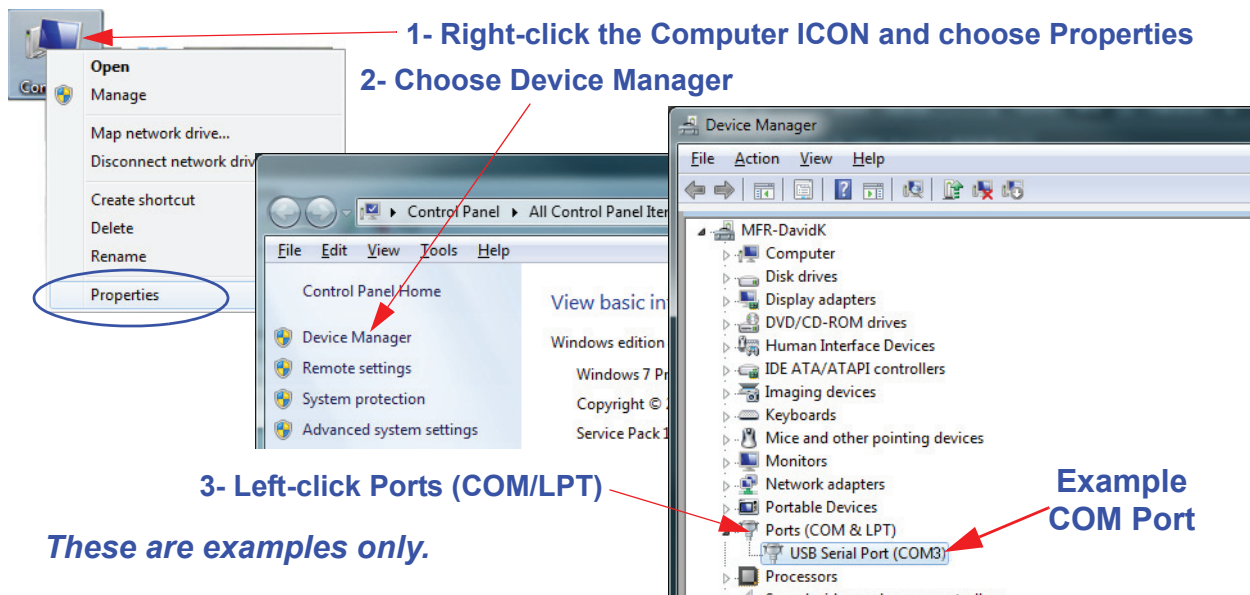 1- Right-click the Computer ICON and choose Properties
Open
Manage
Map network drive...
Disconnect network
Create shortcut
Delete
Rename
Properties
2- Choose Device Manager
Control Panel
All Control Panel
File Edit View Tools Help
Control Panel Home
Device Manager
Remote settings
System protection
Advanced system settings
View basic
Windows edition
Windows 7
Copyright ©
Service Pack 1
Device Manager
File Action View Help
MFR-DavidK
Computer
Disk drives
Display adapters
DVD/CD-ROM drives
Human Interface Devices
IDE ATA/ATAPI controllers
Imaging devices
Keyboards
Mice and other pointing devices
Monitors
Network adapters
Portable Devices
Ports (COM & LPT)
USB Serial Port (COM3)
Processors
3- Left-click Ports (COM/LPT)
Example
COM Port
These are examples only.